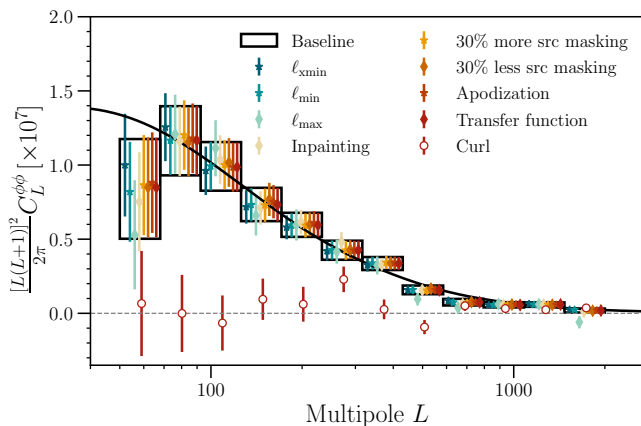 2.0
1.5
1.0
0.5
0.0
[L(L+1)]²/2π C_L^ϕϕ [×10⁷]
Baseline
ℓxmin
ℓmin
ℓmax
Inpainting
30% more src masking
30% less src masking
Apodization
Transfer function
Curl
100
1000
Multipole L